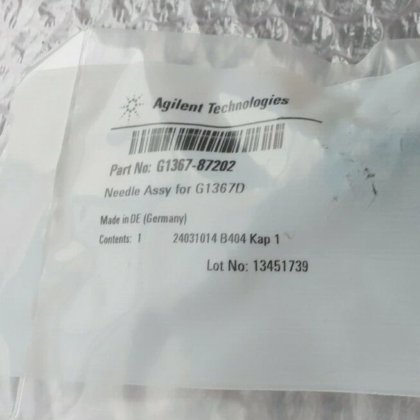 Agilent Technologies
Part No: G1367-87202
Needle Assy for G1367D
Made in DE (Germany)
Contents: 1 24031014 B404 Kap 1
Lot No: 13451739